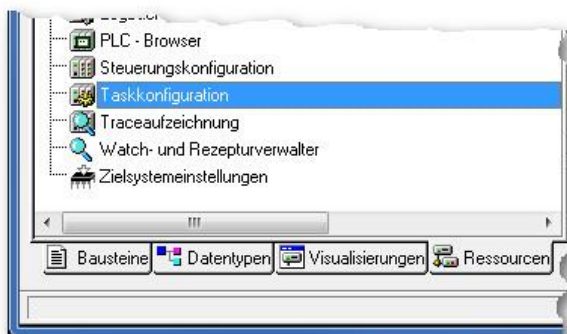 PLC - Browser
Steuerungskonfiguration
Taskkonfiguration
Traceaufzeichnung
Watch- und Rezepturverwalter
Zielsystemeinstellungen
Bausteine Datentypen Visualisierungen Ressourcen